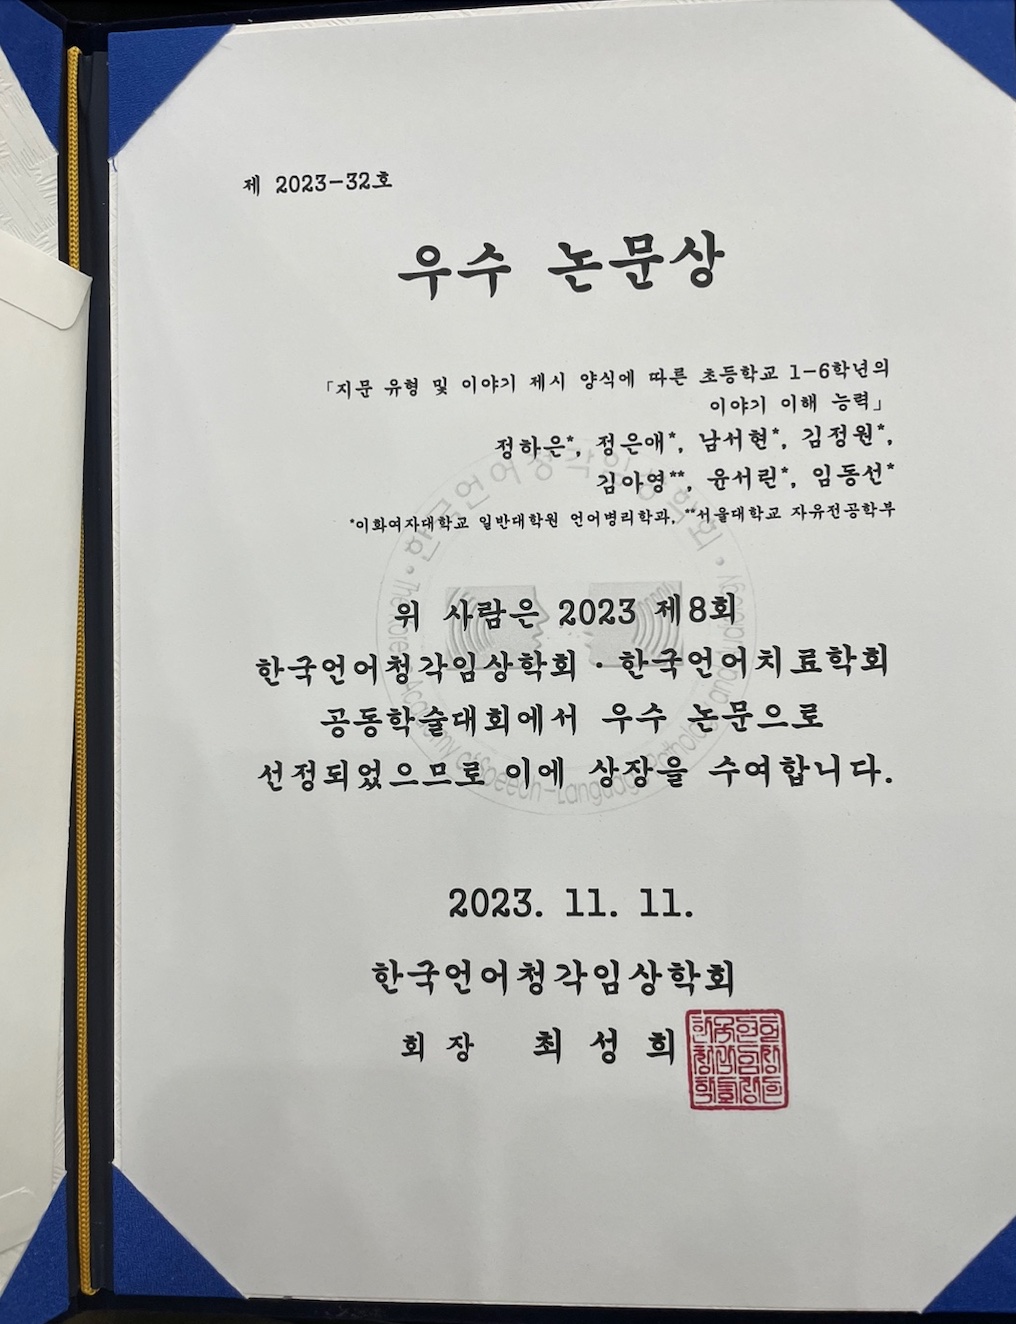 제 2023-32호
우수 논문상
「지문 유형 및 이야기 제시 양식에 따른 초등학교 1-6학년의
이야기 이해 능력」
정하은*, 정은애*, 남서현*, 김정원*,
김아영**, 윤서린*, 임동선*
*이화여자대학교 일반대학원 언어병리학과, **서울대학교 자유전공학부
위 사람은 2023 제8회
한국언어청각임상학회·한국언어치료학회
공동학술대회에서 우수 논문으로
선정되었으므로 이에 상장을 수여합니다.
2023. 11. 11.
한국언어청각임상학회
회장 최성희
한국언어청각임상학회